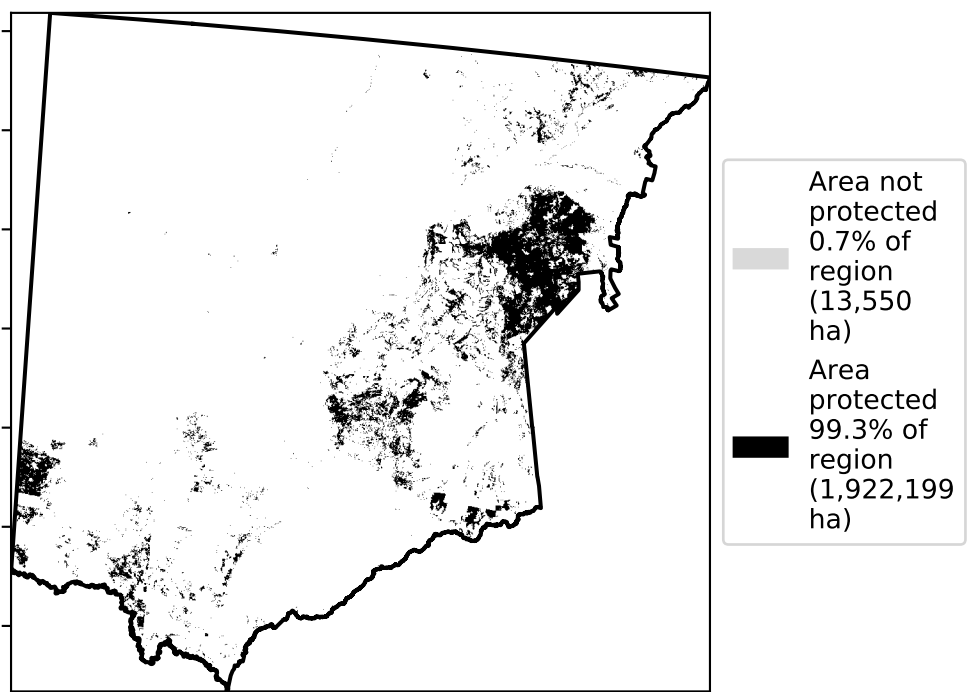 Area not
protected
0.7% of
region
(13,550
ha)
Area
protected
99.3% of
region
(1,922,199
ha)